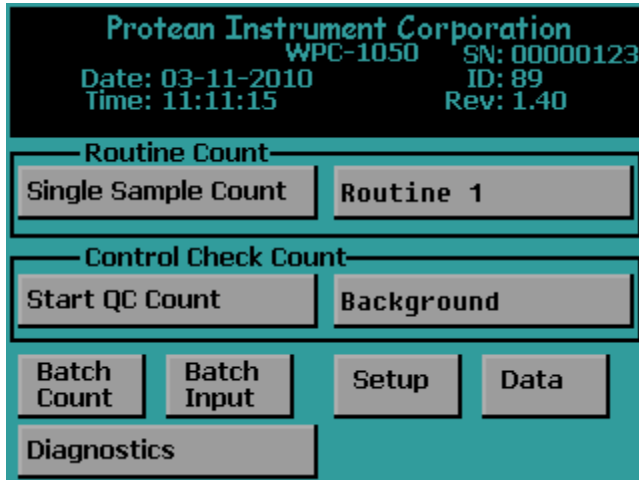 Protean Instrument Corporation
WPC-1050 SN: 00000123
Date: 03-11-2010 ID: 89
Time: 11:11:15 Rev: 1.40
Routine Count
Single Sample Count Routine 1
Control Check Count
Start QC Count Background
Batch Count
Batch Input
Setup
Data
Diagnostics